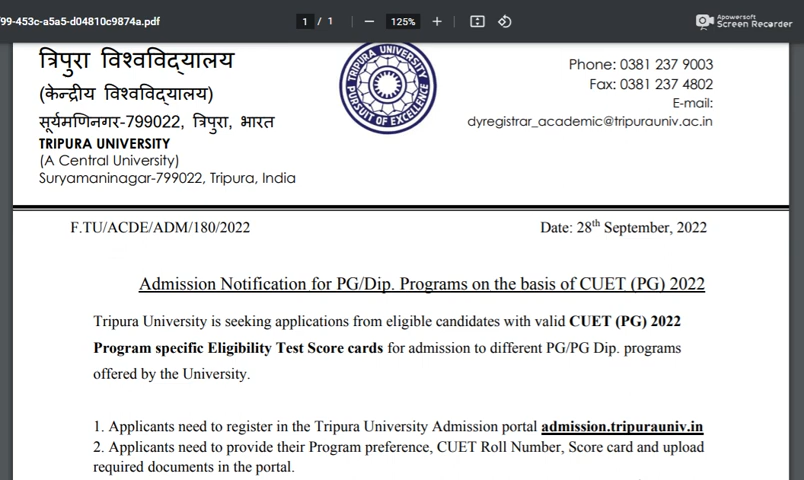 99-453c-a5a5-d04810c9874a.pdf
1 / 1
125%
Apowersoft
Screen Recorder
त्रिपुरा विश्वविद्यालय
(केन्द्रीय विश्वविद्यालय)
सूर्यमणिनगर-799022, त्रिपुरा, भारत
TRIPURA UNIVERSITY
(A Central University)
Suryamaninagar-799022, Tripura, India
TRIPURA UNIVERSITY
PURSUIT OF EXCELLENCE
Phone: 0381 237 9003
Fax: 0381 237 4802
E-mail:
dyregistrar_academic@tripurauniv.ac.in
F.TU/ACDE/ADM/180/2022
Date: 28th September, 2022
Admission Notification for PG/Dip. Programs on the basis of CUET (PG) 2022
Tripura University is seeking applications from eligible candidates with valid CUET (PG) 2022
Program specific Eligibility Test Score cards for admission to different PG/PG Dip. programs
offered by the University.
1. Applicants need to register in the Tripura University Admission portal admission.tripurauniv.in
2. Applicants need to provide their Program preference, CUET Roll Number, Score card and upload
required documents in the portal.